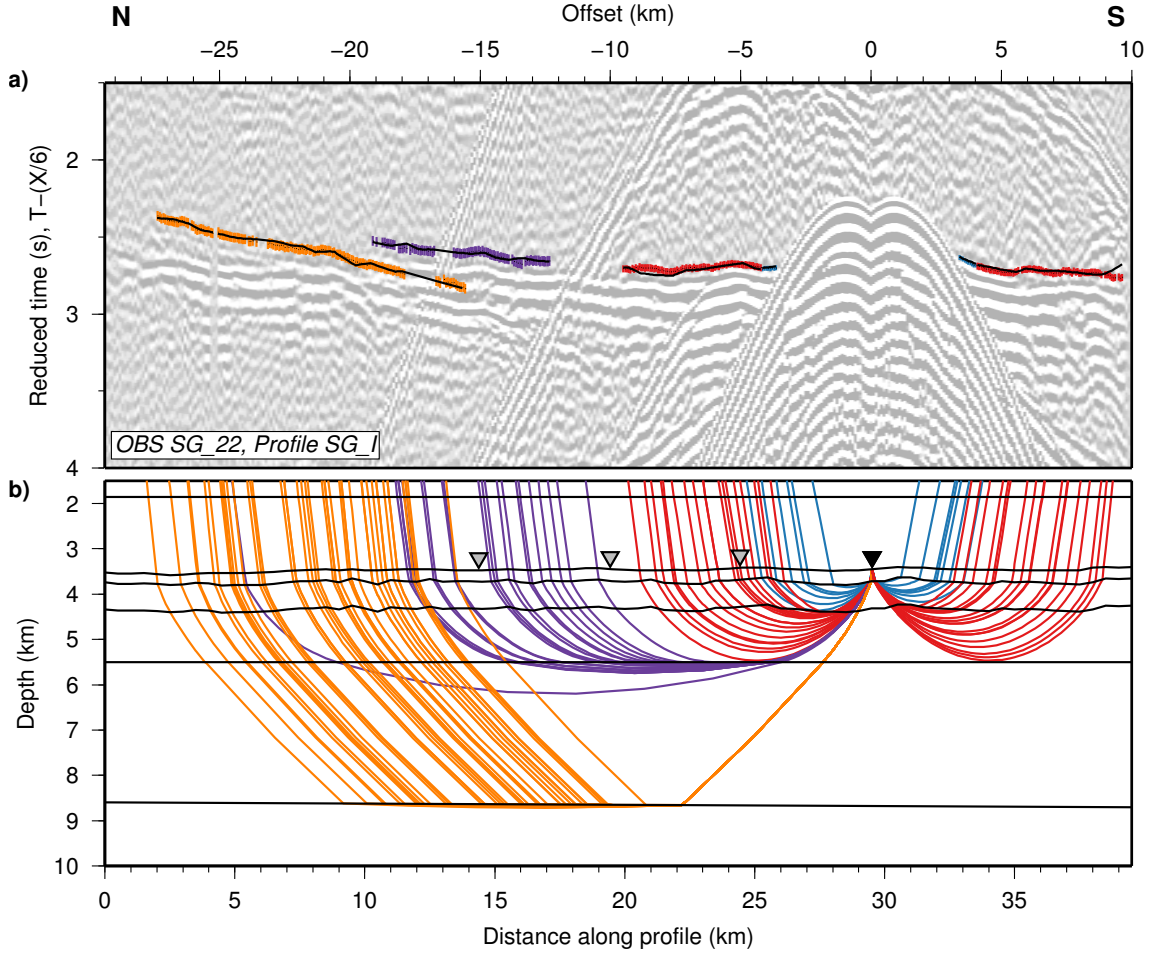 N Offset (km) S
−25 −20 −15 −10 −5 0 5 10
a)
2
3
4
Reduced time (s), T−(X/6)
OBS SG_22, Profile SG_I
b)
2
3
4
5
6
7
8
9
10
Depth (km)
0 5 10 15 20 25 30 35
Distance along profile (km)